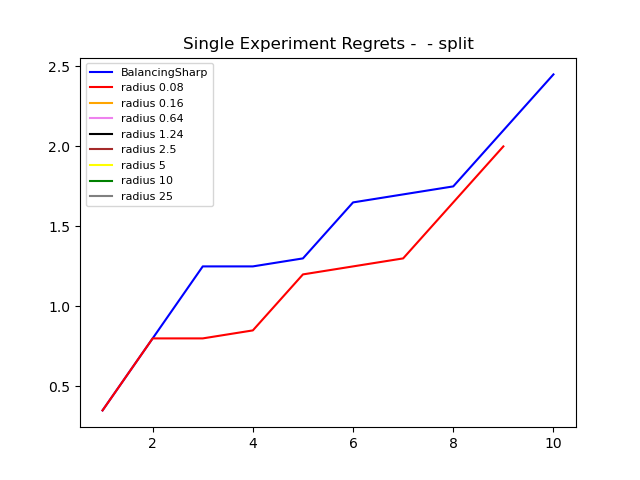 Single Experiment Regrets -  - split
2.5
2.0
1.5
1.0
0.5
BalancingSharp
radius 0.08
radius 0.16
radius 0.64
radius 1.24
radius 2.5
radius 5
radius 10
radius 25
2 4 6 8 10